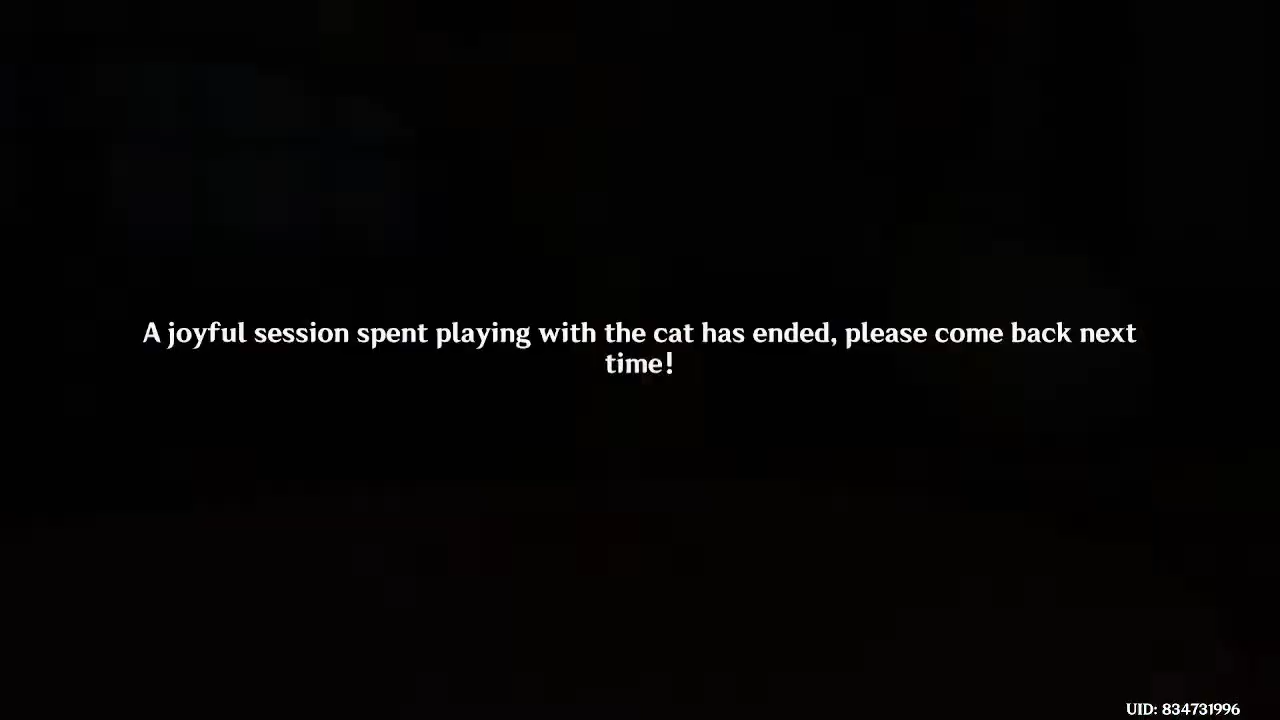 A joyful session spent playing with the cat has ended, please come back next
time!
UID: 834731996